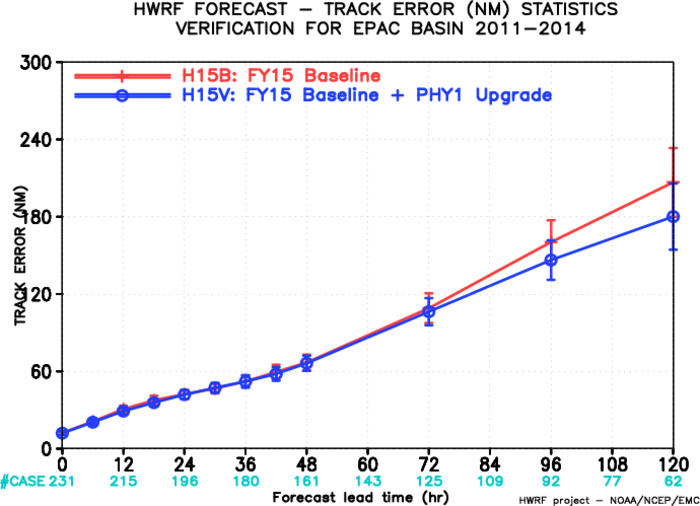 HWRF FORECAST – TRACK ERROR (NM) STATISTICS
VERIFICATION FOR EPAC BASIN 2011–2014
H15B: FY15 Baseline
H15V: FY15 Baseline + PHY1 Upgrade
TRACK ERROR (NM)
300
240
180
120
60
0
0 12 24 36 48 60 72 84 96 108 120
#CASE 231 215 196 180 161 143 125 109 92 77 62
Forecast lead time (hr)
HWRF project – NOAA/NCEP/EMC